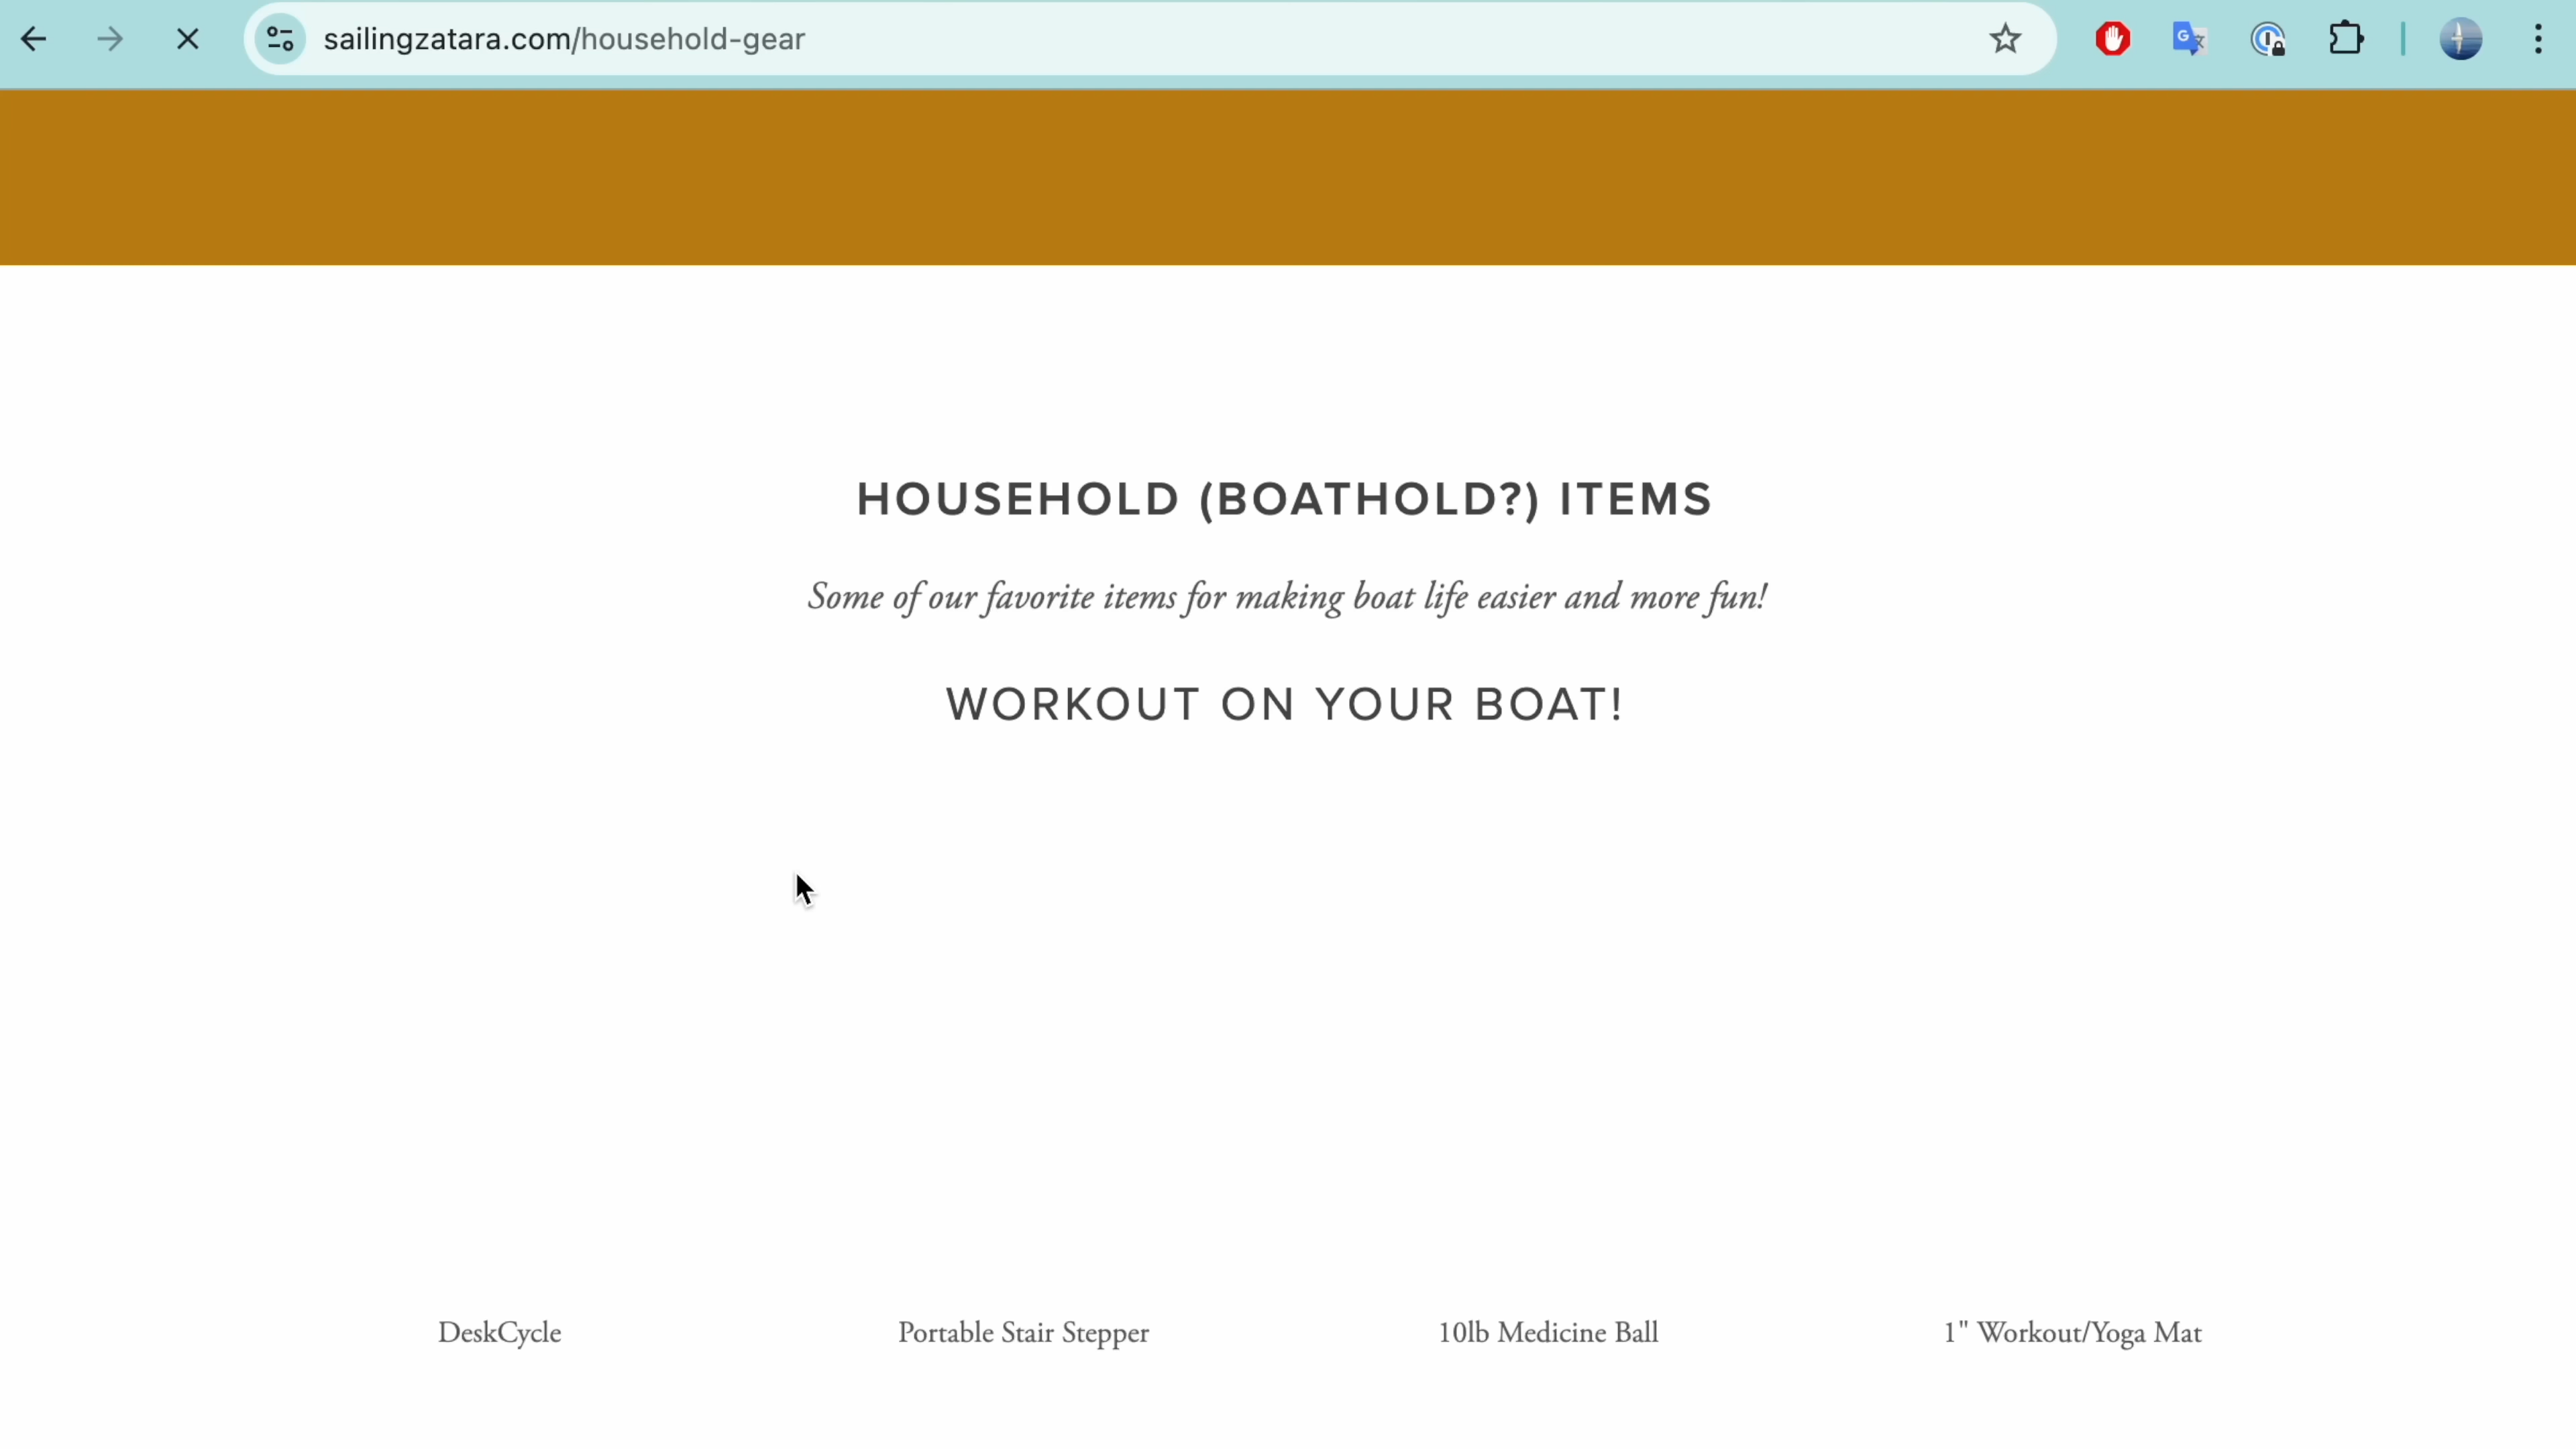 sailingzatara.com/household-gear
HOUSEHOLD (BOATHOLD?) ITEMS
Some of our favorite items for making boat life easier and more fun!
WORKOUT ON YOUR BOAT!
DeskCycle
Portable Stair Stepper
10lb Medicine Ball
1" Workout/Yoga Mat